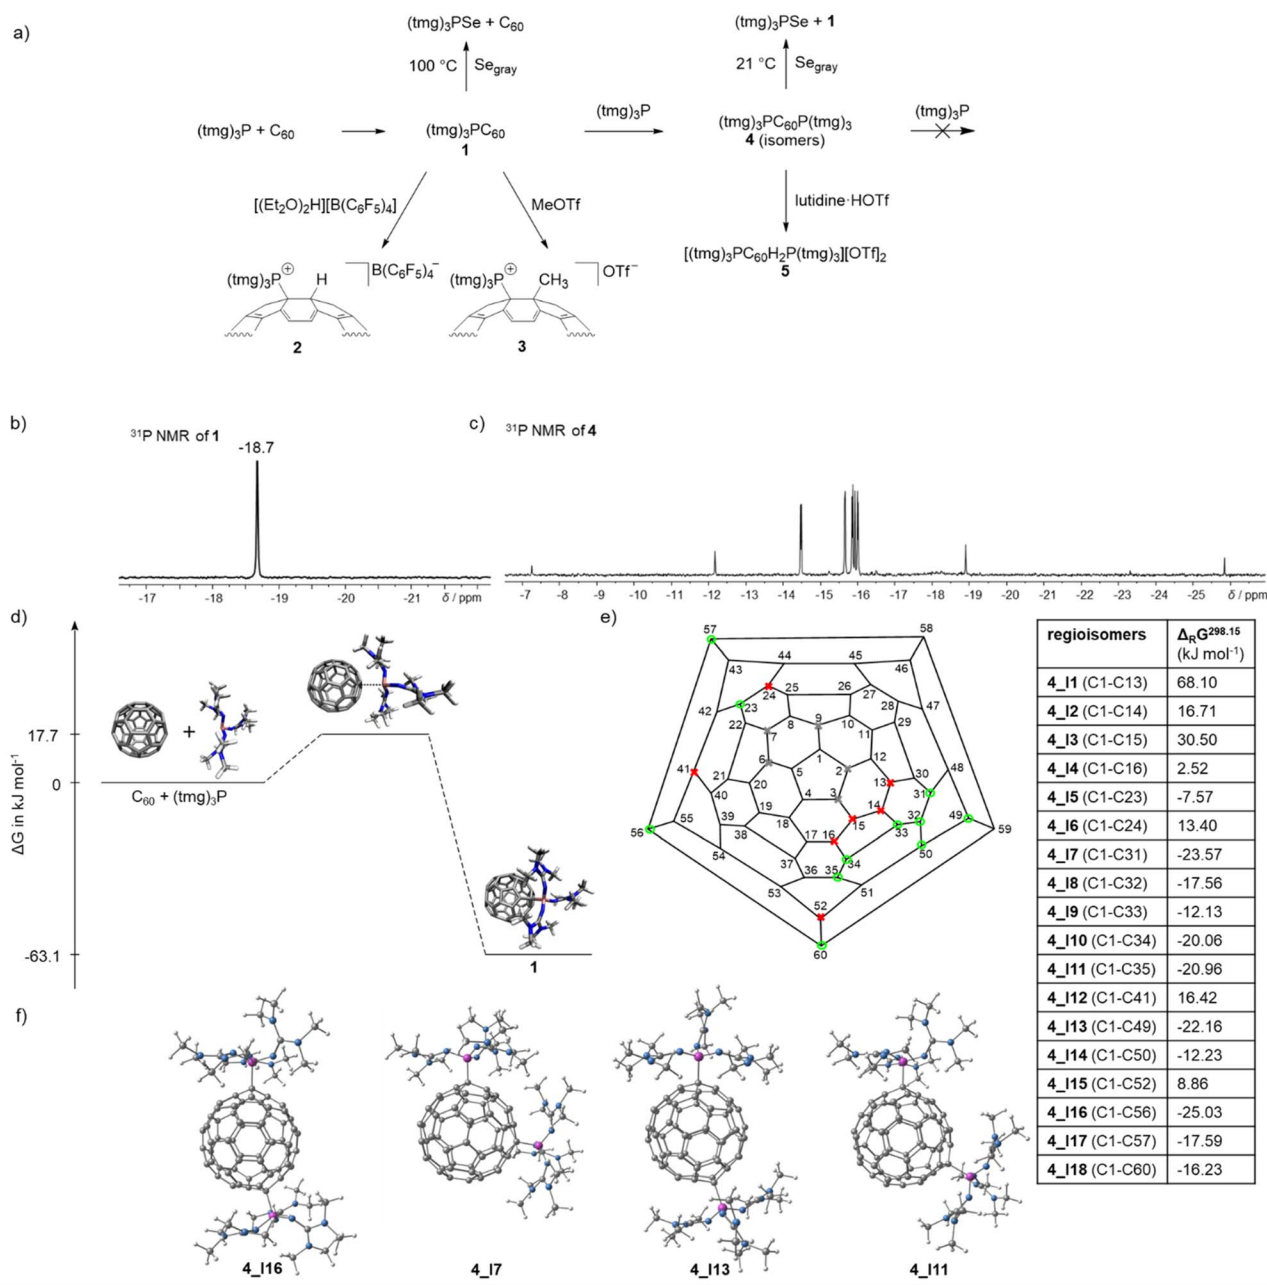 a)
(tmg)₃PSe + C₆₀
(tmg)₃PSe + 1
100 °C Se_gray
21 °C Se_gray
(tmg)₃P + C₆₀
(tmg)₃PC₆₀
1
(tmg)₃P
(tmg)₃PC₆₀P(tmg)₃
4 (isomers)
(tmg)₃P
[(Et₂O)₂H][B(C₆F₅)₄]
MeOTf
lutidine·HOTf
(tmg)₃P⊕ H B(C₆F₅)₄⁻
(tmg)₃P⊕ CH₃ OTf⁻
[(tmg)₃PC₆₀H₂P(tmg)₃][OTf]₂
5
2
3
b)
³¹P NMR of 1
-18.7
-17 -18 -19 -20 -21 δ / ppm
c)
³¹P NMR of 4
-7 -8 -9 -10 -11 -12 -13 -14 -15 -16 -17 -18 -19 -20 -21 -22 -23 -24 -25 δ / ppm
d)
ΔG in kJ mol⁻¹
17.7
0
-63.1
+
C₆₀ + (tmg)₃P
1
e)
57 58
43 44 45 46
24 25 26 27
42 23 28 47
22 8 9 10 29
7 11
1
41 6 5 2 12 48
21 20 13 30 31
40 4 3 14 32 49
56 55 39 19 18 15 33 59
38 17 16 50
54 37 34
36 35
53 51
52
60
regioisomers Δ_RG²⁹⁸·¹⁵
(kJ mol⁻¹)
4_I1 (C1-C13) 68.10
4_I2 (C1-C14) 16.71
4_I3 (C1-C15) 30.50
4_I4 (C1-C16) 2.52
4_I5 (C1-C23) -7.57
4_I6 (C1-C24) 13.40
4_I7 (C1-C31) -23.57
4_I8 (C1-C32) -17.56
4_I9 (C1-C33) -12.13
4_I10 (C1-C34) -20.06
4_I11 (C1-C35) -20.96
4_I12 (C1-C41) 16.42
4_I13 (C1-C49) -22.16
4_I14 (C1-C50) -12.23
4_I15 (C1-C52) 8.86
4_I16 (C1-C56) -25.03
4_I17 (C1-C57) -17.59
4_I18 (C1-C60) -16.23
f)
4_I16
4_I7
4_I13
4_I11